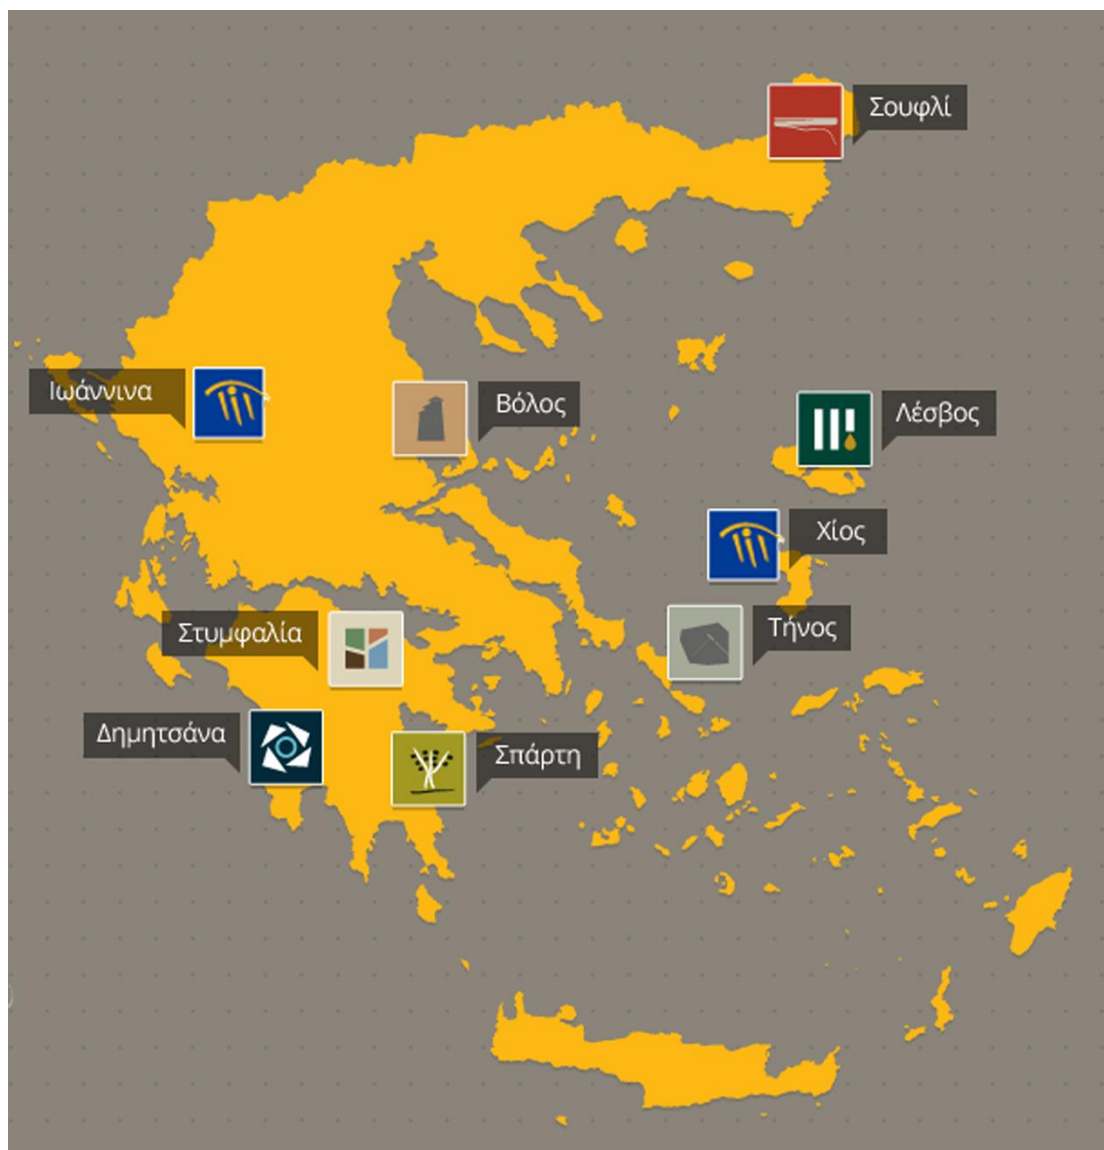 Σουφλί
Ιωάννινα
Βόλος
Λέσβος
Χίος
Στυμφαλία
Τήνος
Δημητσάνα
Σπάρτη